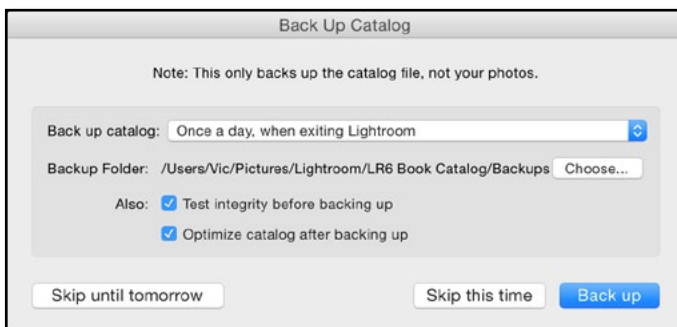 Back Up Catalog
Note: This only backs up the catalog file, not your photos.
Back up catalog: Once a day, when exiting Lightroom
Backup Folder: /Users/Vic/Pictures/Lightroom/LR6 Book Catalog/Backups Choose...
Also: Test integrity before backing up
Optimize catalog after backing up
Skip until tomorrow Skip this time Back up